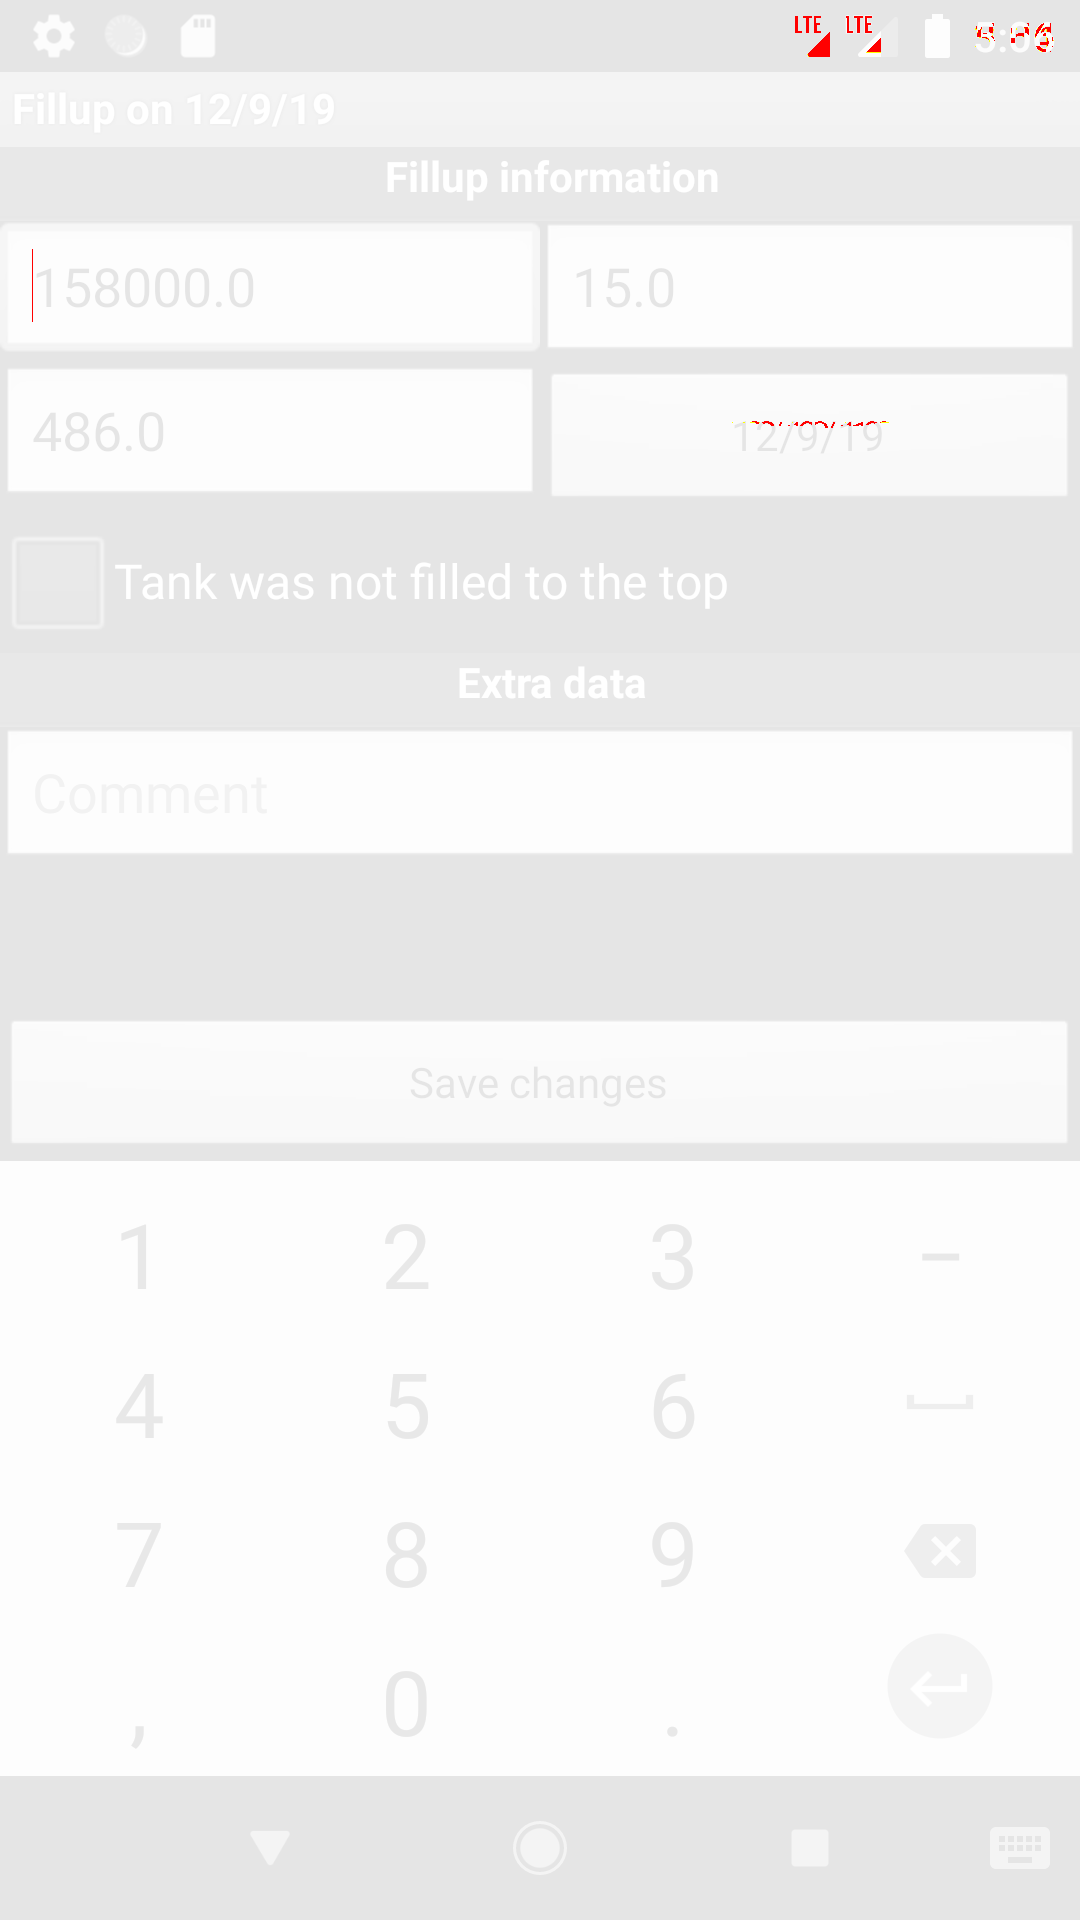 LTE LTE
Fillup on 12/9/19
Fillup information
158000.0 15.0
486.0 12/9/19
Tank was not filled to the top
Extra data
Comment
Save changes
1 2 3 –
4 5 6
7 8 9
, 0 .